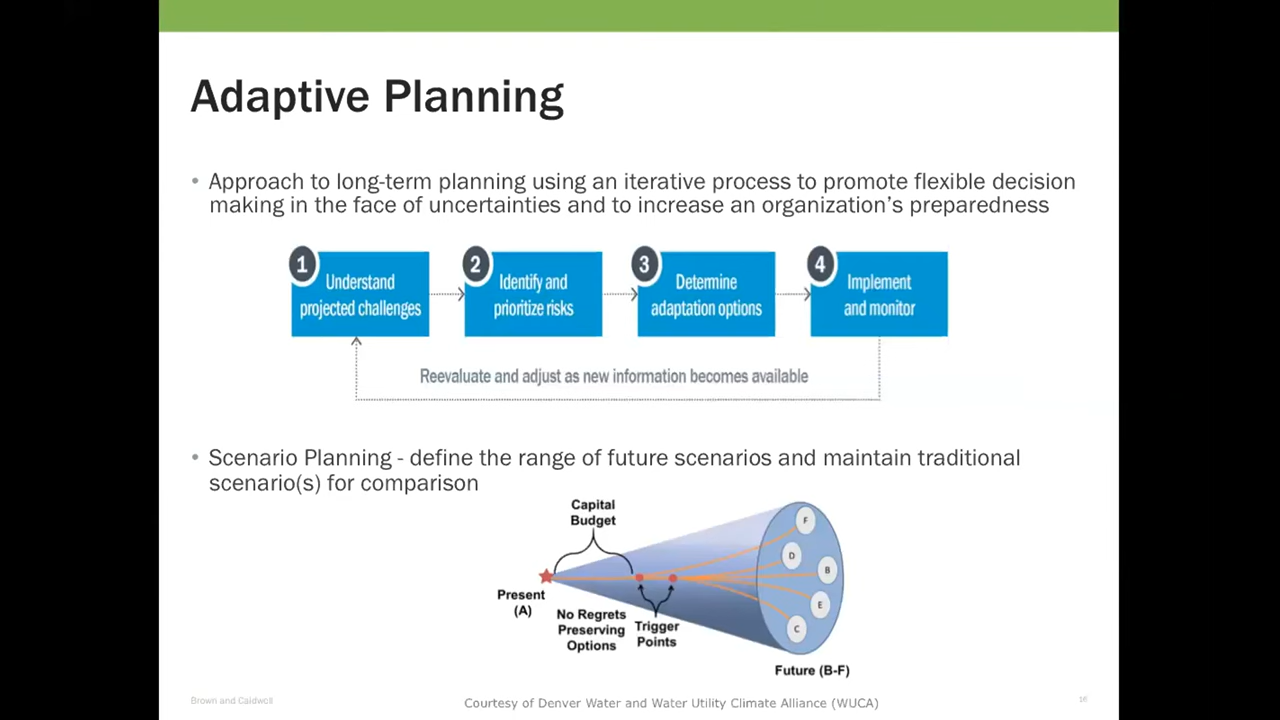 Adaptive Planning
• Approach to long-term planning using an iterative process to promote flexible decision
making in the face of uncertainties and to increase an organization's preparedness
1
Understand
projected challenges
2
Identify and
prioritize risks
3
Determine
adaptation options
4
Implement
and monitor
Reevaluate and adjust as new information becomes available
• Scenario Planning - define the range of future scenarios and maintain traditional
scenario(s) for comparison
Capital
Budget
Present
(A)
No Regrets
Preserving
Options
Trigger
Points
F
D
B
E
C
Future (B-F)
Brown and Caldwell
Courtesy of Denver Water and Water Utility Climate Alliance (WUCA)